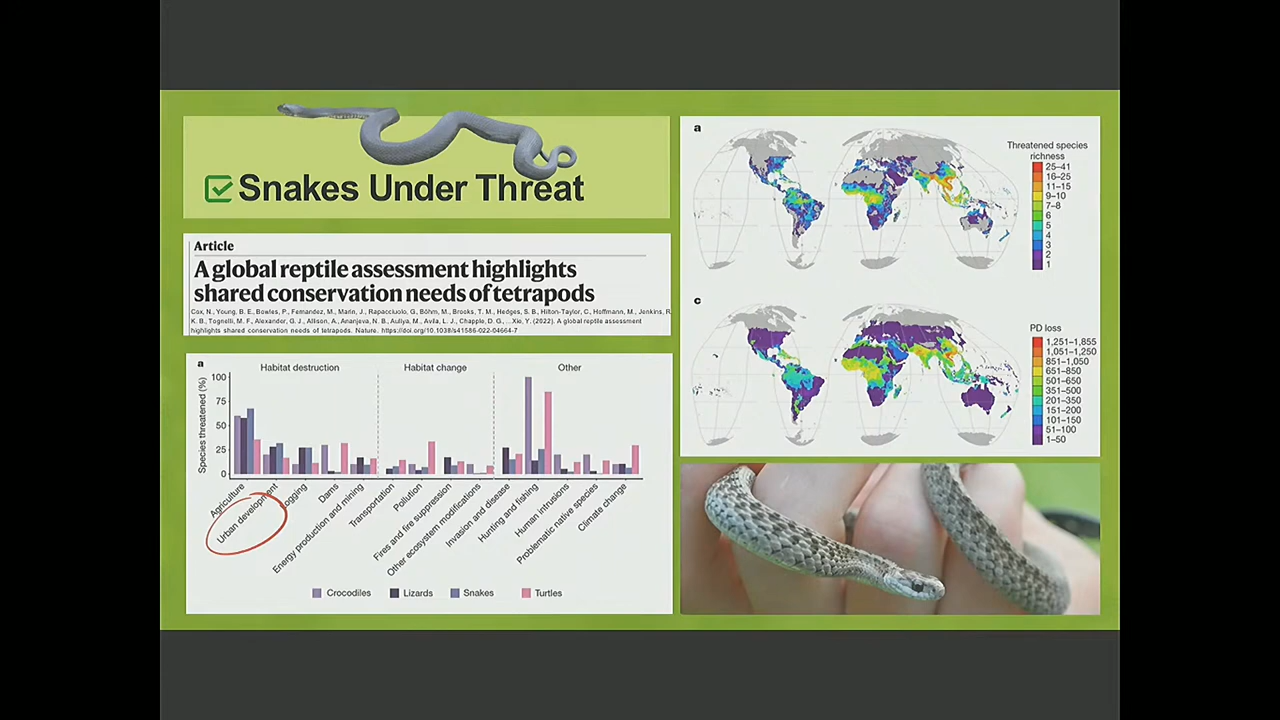 Snakes Under Threat
Article
A global reptile assessment highlights
shared conservation needs of tetrapods
Cox, N., Young, B. E., Bowles, P., Fernandez, M., Marin, J., Rapacciuolo, G., Böhm, M., Brooks, T. M., Hedges, S. B., Hilton-Taylor, C., Hoffmann, M., Jenkins, R.
K. B., Tognelli, M. F., Alexander, G. J., Allison, A., Ananjeva, N. B., Auliya, M., Avila, L. J., Chapple, D. G., ...Xie, Y. (2022). A global reptile assessment
highlights shared conservation needs of tetrapods. Nature. https://doi.org/10.1038/s41586-022-04664-7
a
Habitat destruction Habitat change Other
Species threatened (%)
100
75
50
25
0
Agriculture
Urban development
Logging
Dams
Energy production and mining
Transportation
Pollution
Fires and fire suppression
Other ecosystem modifications
Invasion and disease
Hunting and fishing
Human intrusions
Problematic native species
Climate change
Crocodiles Lizards Snakes Turtles
a
Threatened species
richness
25–41
16–25
11–15
9–10
7–8
6
5
4
3
2
1
c
PD loss
1,251–1,855
1,051–1,250
851–1,050
651–850
501–650
351–500
201–350
151–200
101–150
51–100
1–50